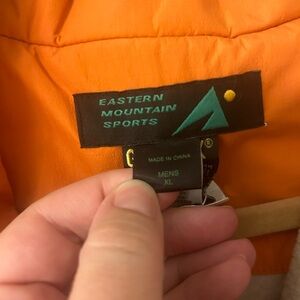 EASTERN
MOUNTAIN
SPORTS
®
MADE IN CHINA
MENS
XL